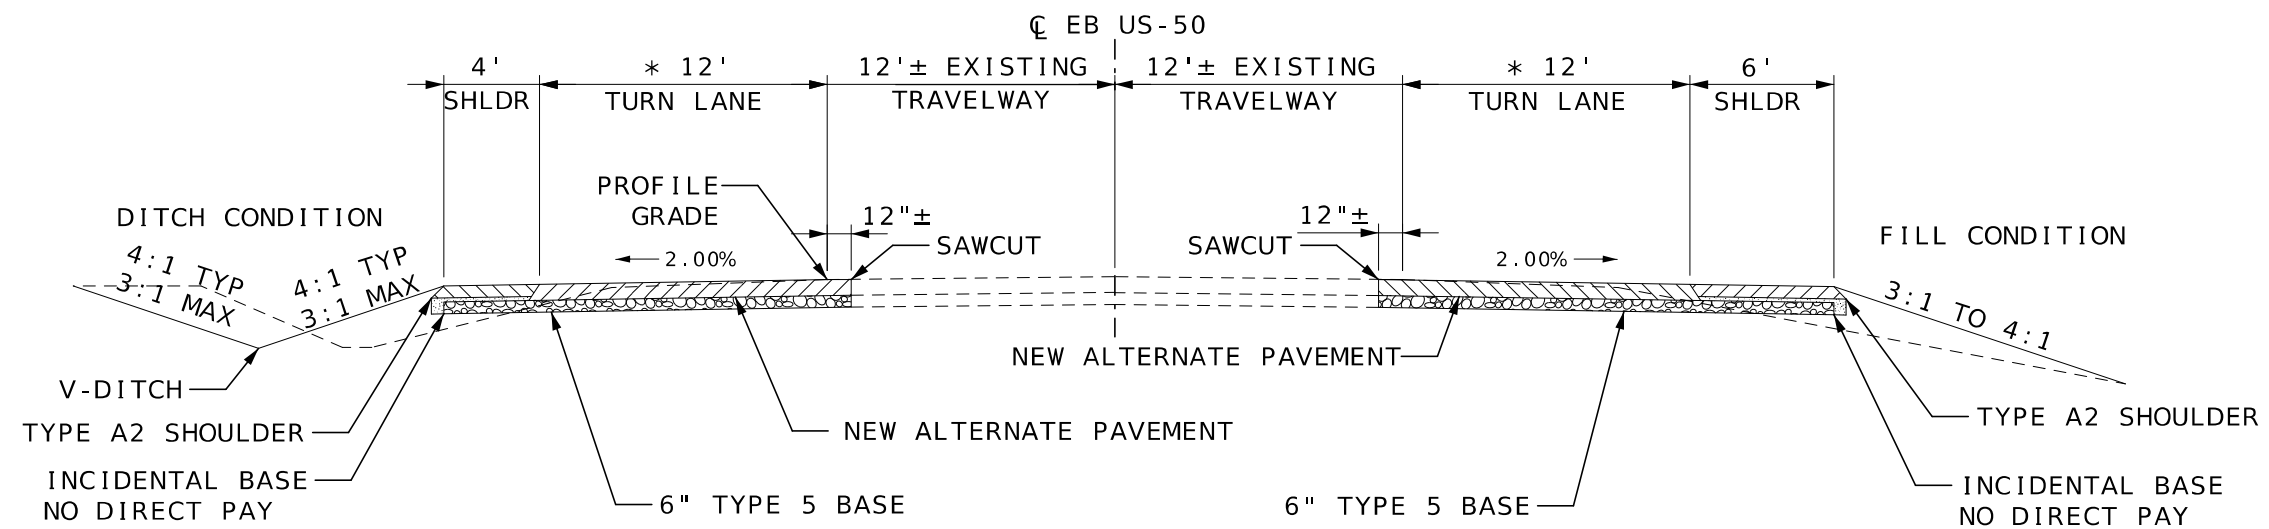 ℄ EB US-50
4'
SHLDR
* 12'
TURN LANE
12'± EXISTING
TRAVELWAY
12'± EXISTING
TRAVELWAY
* 12'
TURN LANE
6'
SHLDR
PROFILE
GRADE
12"±
12"±
SAWCUT
SAWCUT
DITCH CONDITION
FILL CONDITION
4:1 TYP
3:1 MAX
4:1 TYP
3:1 MAX
2.00%
2.00%
3:1 TO 4:1
NEW ALTERNATE PAVEMENT
V-DITCH
TYPE A2 SHOULDER
NEW ALTERNATE PAVEMENT
TYPE A2 SHOULDER
INCIDENTAL BASE
NO DIRECT PAY
6" TYPE 5 BASE
6" TYPE 5 BASE
INCIDENTAL BASE
NO DIRECT PAY